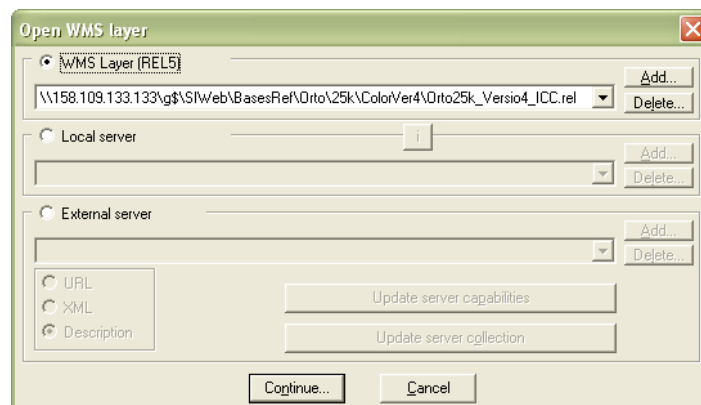 Open WMS layer
WMS Layer (REL5)
Add...
\\158.109.133.133\g$\SIWeb\BasesRef\Orto\25k\ColorVer4\Orto25k_Versio4_ICC.rel
Delete...
Local server
i
Add...
Delete...
External server
Add...
Delete...
URL
XML
Description
Update server capabilities
Update server collection
Continue...
Cancel